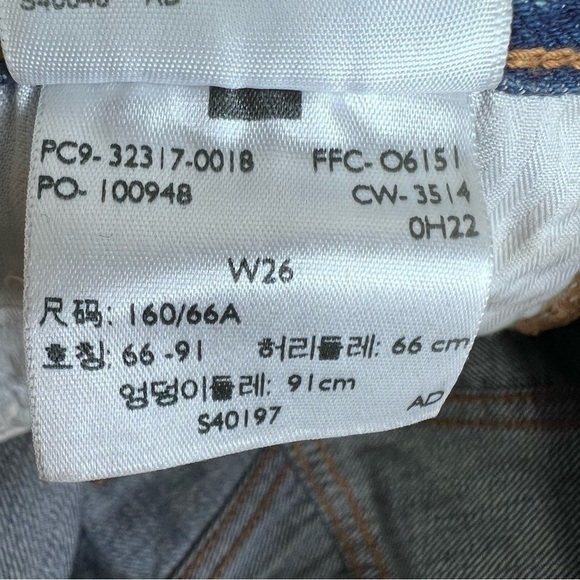 PC9-32317-0018 FFC-O6151
PO-100948 CW-3514
0H22
W26
尺码: 160/66A
호칭: 66-91 허리둘레: 66 cm
엉덩이둘레: 91cm
S40197 AD